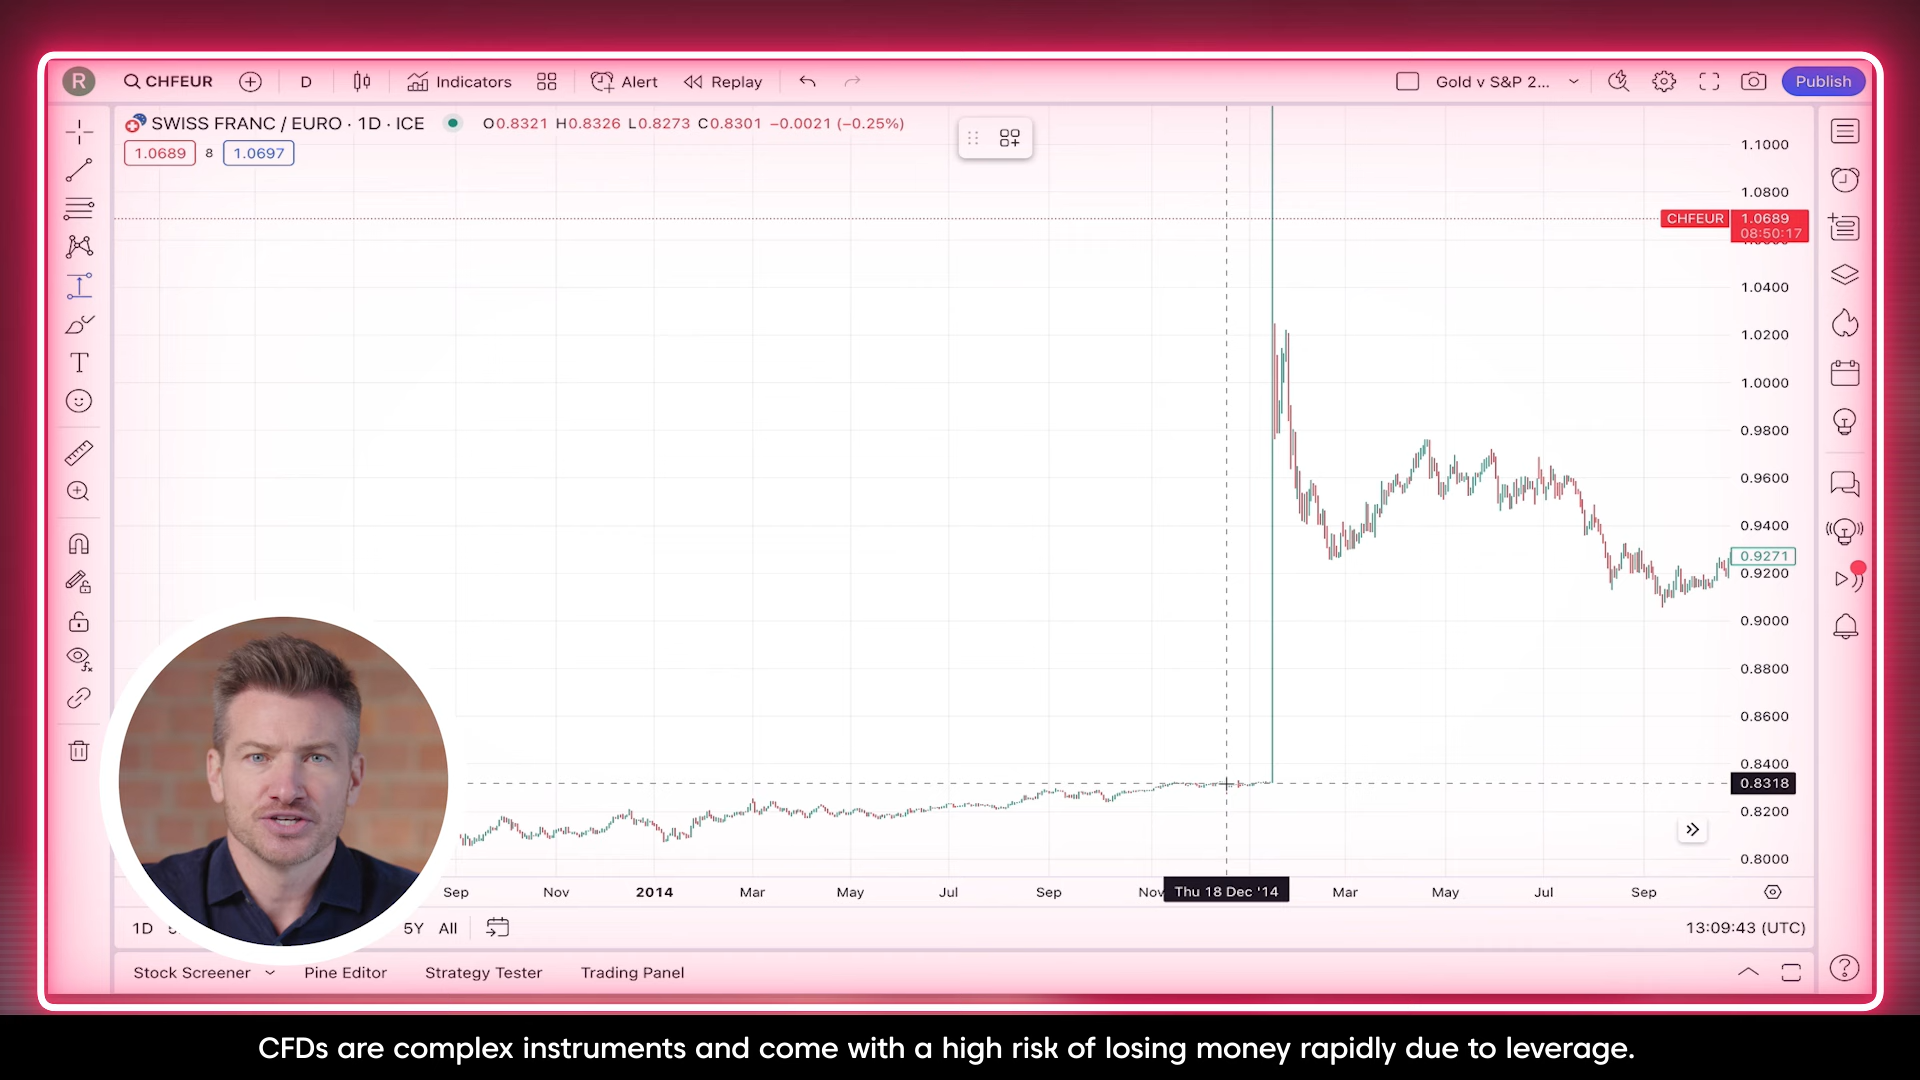 R CHFEUR D Indicators Alert Replay Gold v S&P 2... Publish
SWISS FRANC / EURO · 1D · ICE O0.8321 H0.8326 L0.8273 C0.8301 −0.0021 (−0.25%)
1.0689 8 1.0697
1.1000
1.0800
CHFEUR 1.0689
08:50:17
1.0400
1.0200
1.0000
0.9800
0.9600
0.9400
0.9271
0.9200
0.9000
0.8800
0.8600
0.8400
0.8318
0.8200
0.8000
Sep Nov 2014 Mar May Jul Sep Nov Thu 18 Dec '14 Mar May Jul Sep
1D 5Y All 13:09:43 (UTC)
Stock Screener Pine Editor Strategy Tester Trading Panel
CFDs are complex instruments and come with a high risk of losing money rapidly due to leverage.